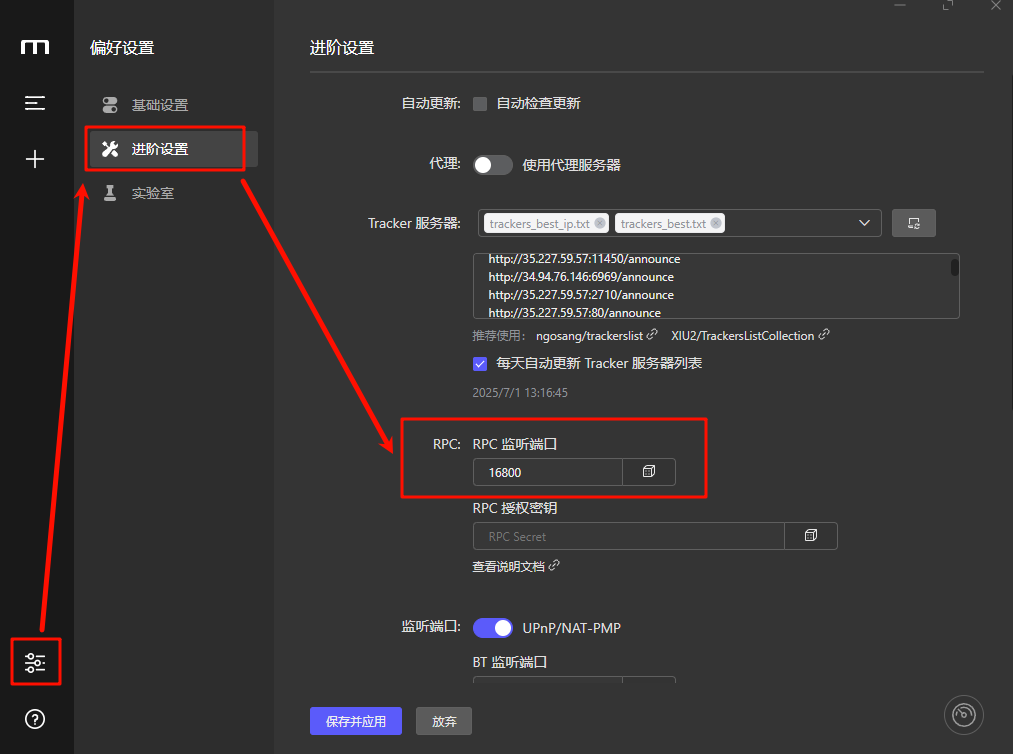 m
偏好设置
基础设置
进阶设置
实验室
进阶设置
自动更新: 自动检查更新
代理: 使用代理服务器
Tracker 服务器: trackers_best_ip.txt trackers_best.txt
http://35.227.59.57:11450/announce
http://34.94.76.146:6969/announce
http://35.227.59.57:2710/announce
http://35.227.59.57:80/announce
推荐使用: ngosang/trackerslist XIU2/TrackersListCollection
每天自动更新 Tracker 服务器列表
2025/7/1 13:16:45
RPC: RPC 监听端口
16800
RPC 授权密钥
RPC Secret
查看说明文档
监听端口: UPnP/NAT-PMP
BT 监听端口
保存并应用 放弃